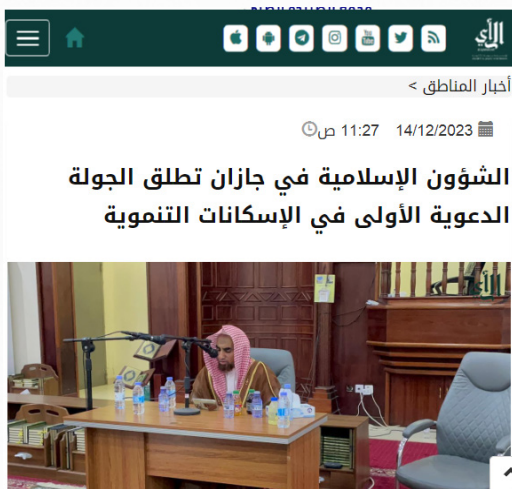 الرأي
أخبار المناطق >
14/12/2023 11:27 ص
الشؤون الإسلامية في جازان تطلق الجولة
الدعوية الأولى في الإسكانات التنموية
الرأي